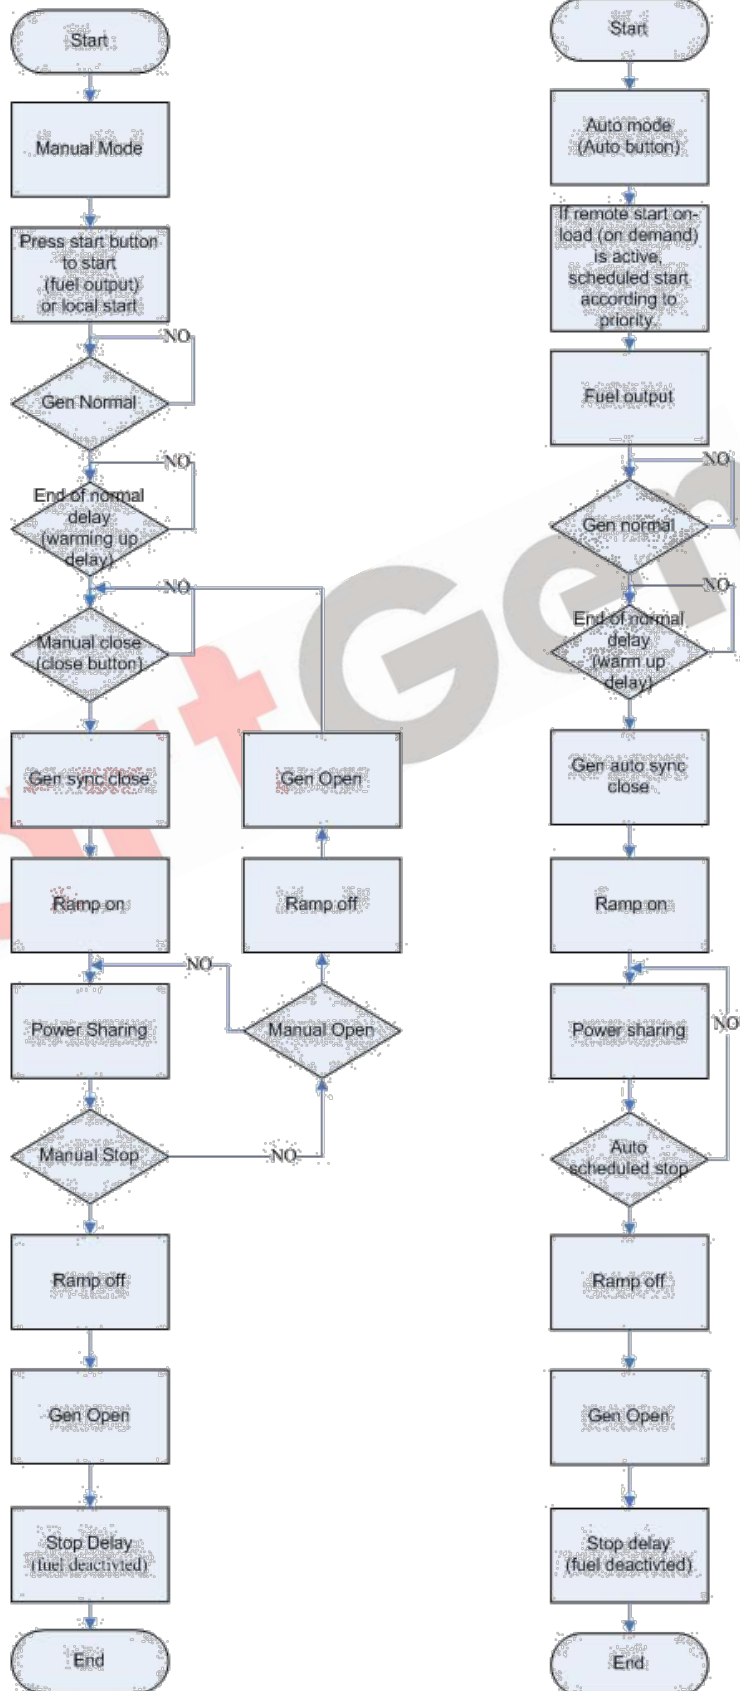 Start
Manual Mode
Press start button
to start
(fuel output)
or local start
NO
Gen Normal
NO
End of normal
delay
(warming up
delay)
NO
Manual close
(close button)
Gen sync close
Gen Open
Ramp on
Ramp off
NO
Power Sharing
Manual Open
Manual Stop
NO
Ramp off
Gen Open
Stop Delay
(fuel deactivted)
End
Start
Auto mode
(Auto button)
If remote start on-
load (on demand)
is active,
scheduled start
according to
priority.
Fuel output
NO
Gen normal
NO
End of normal
delay
(warm up
delay)
Gen auto sync
close
Ramp on
Power sharing
NO
Auto
scheduled stop
Ramp off
Gen Open
Stop delay
(fuel deactivted)
End
rtGen